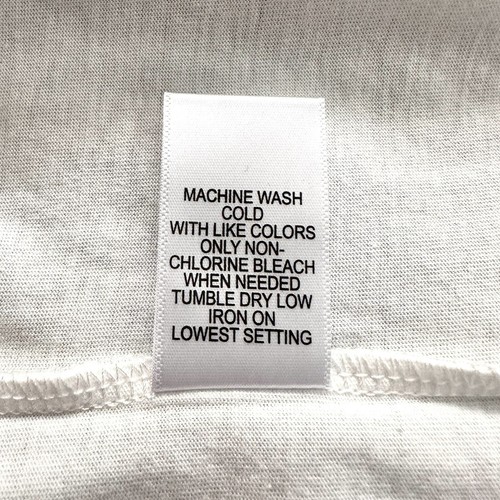 MACHINE WASH
COLD
WITH LIKE COLORS
ONLY NON-
CHLORINE BLEACH
WHEN NEEDED
TUMBLE DRY LOW
IRON ON
LOWEST SETTING